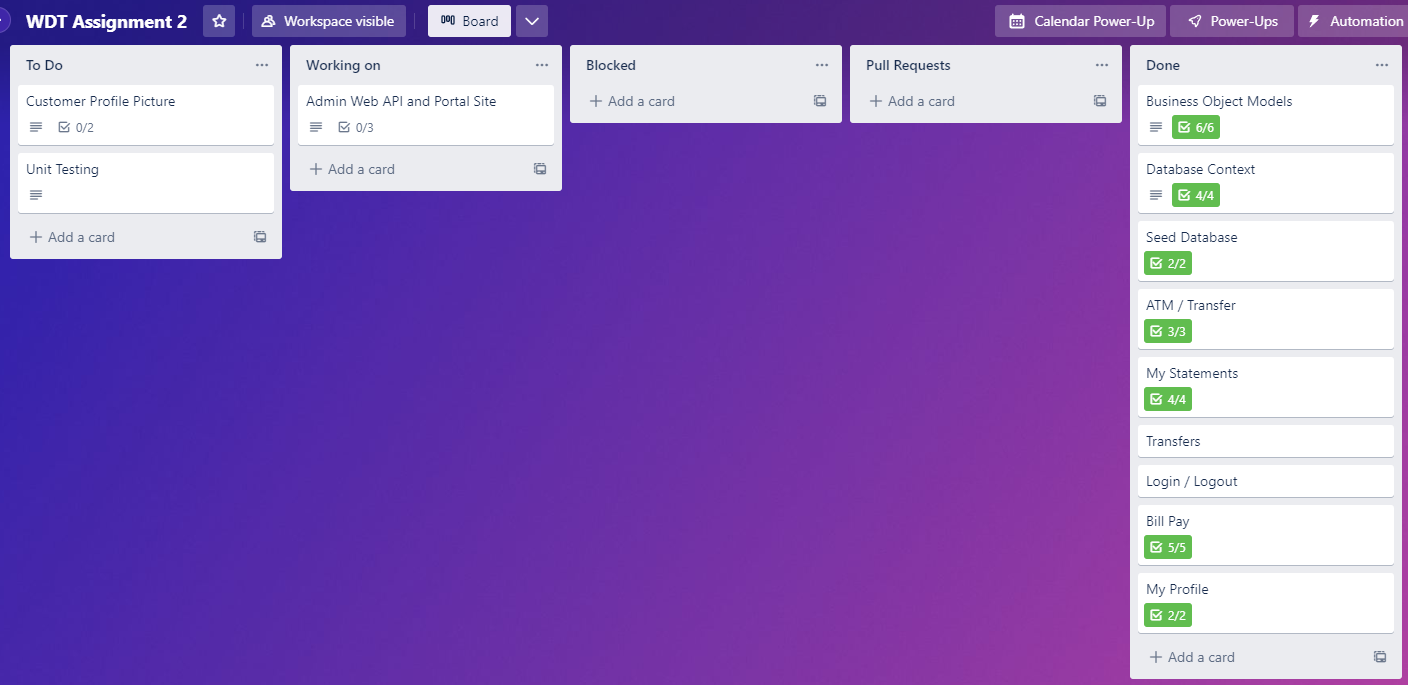 WDT Assignment 2
Workspace visible
Board
Calendar Power-Up
Power-Ups
Automation
To Do
Customer Profile Picture
0/2
Unit Testing
Add a card
Working on
Admin Web API and Portal Site
0/3
Add a card
Blocked
Add a card
Pull Requests
Add a card
Done
Business Object Models
6/6
Database Context
4/4
Seed Database
2/2
ATM / Transfer
3/3
My Statements
4/4
Transfers
Login / Logout
Bill Pay
5/5
My Profile
2/2
Add a card